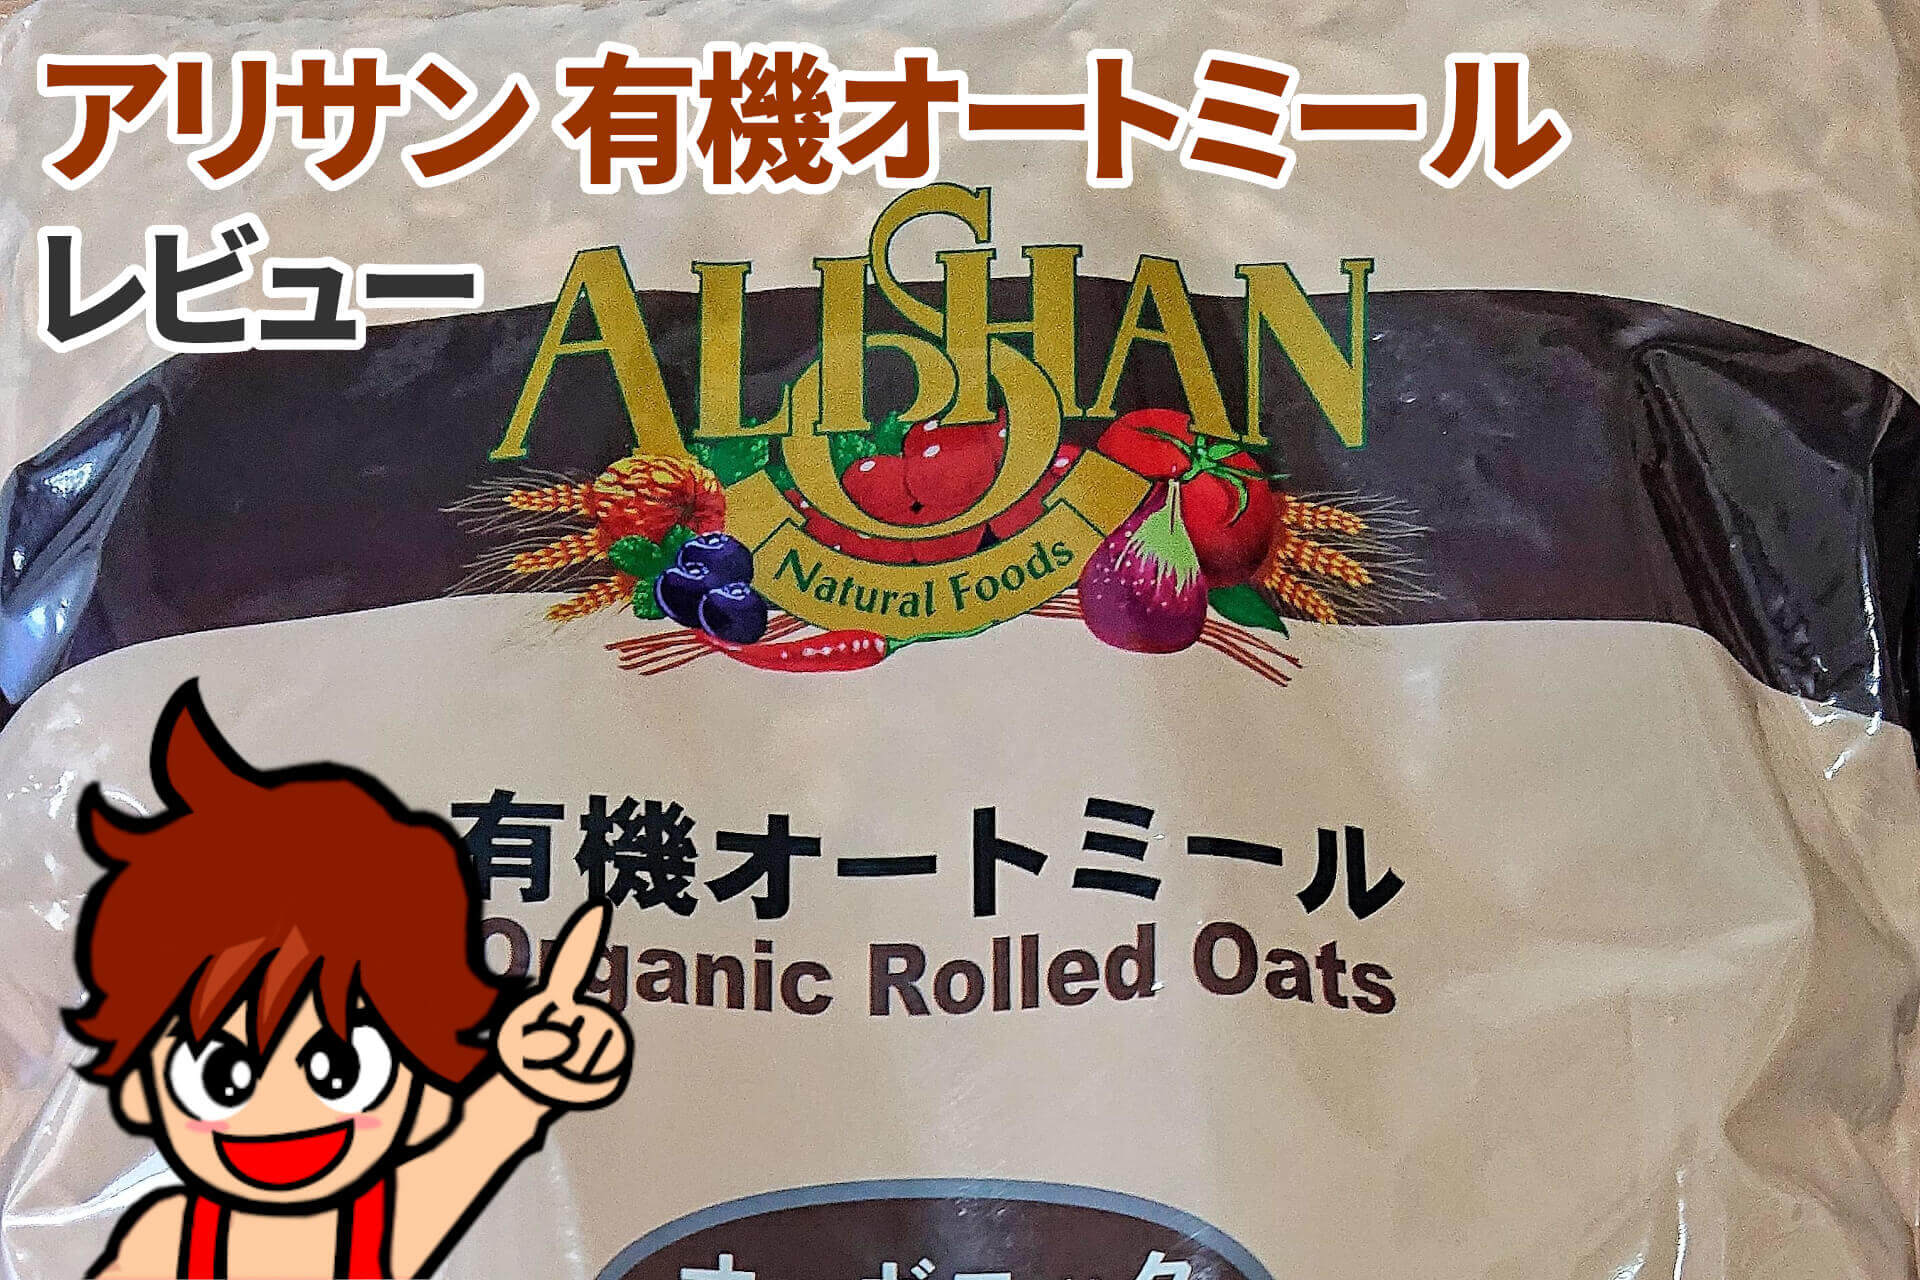 アリサン 有機オートミール
レビュー
ALISHAN
Natural Foods
有機オートミール
Organic Rolled Oats